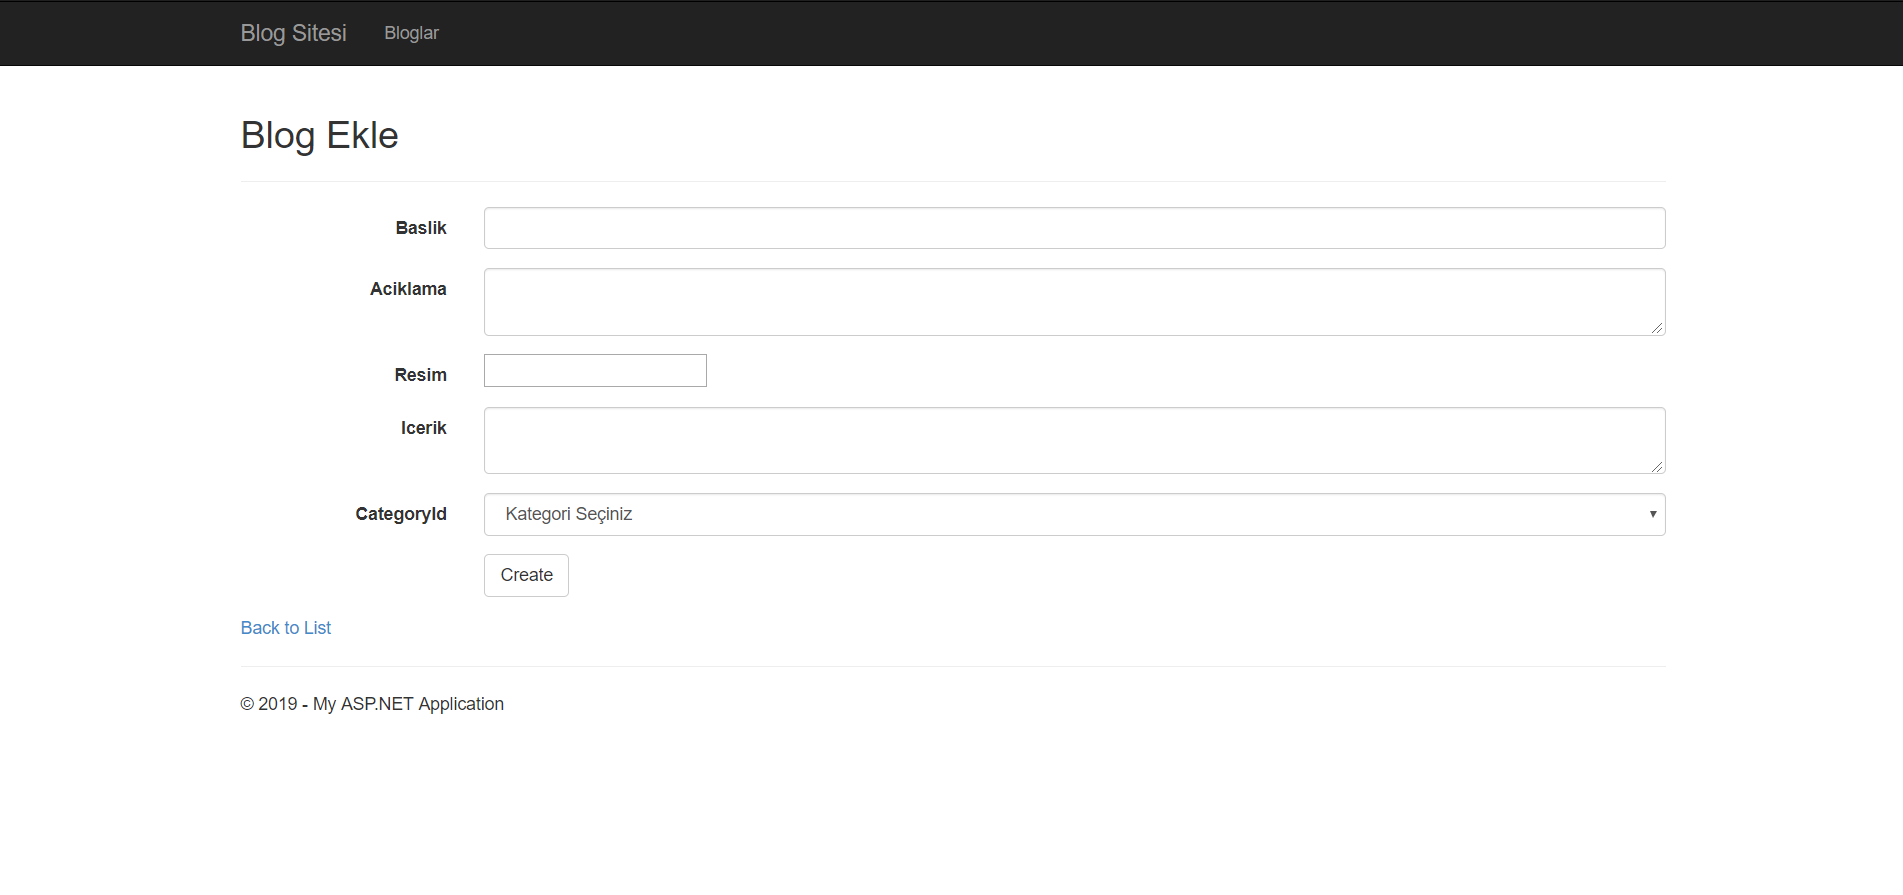 Blog Sitesi Bloglar
Blog Ekle
Baslik
Aciklama
Resim
Icerik
CategoryId Kategori Seçiniz
Create
Back to List
© 2019 - My ASP.NET Application